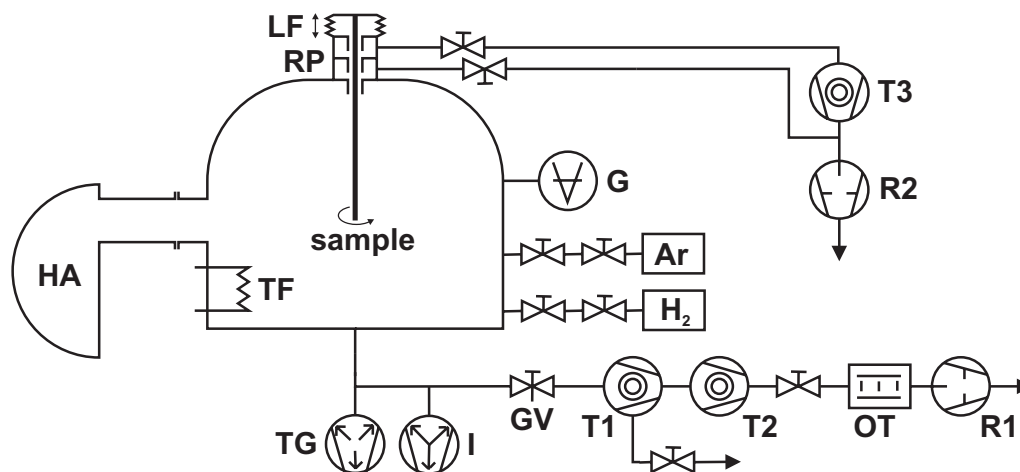 LF
RP
T3
G
R2
sample
Ar
HA
TF
H₂
TG
I
GV
T1
T2
OT
R1